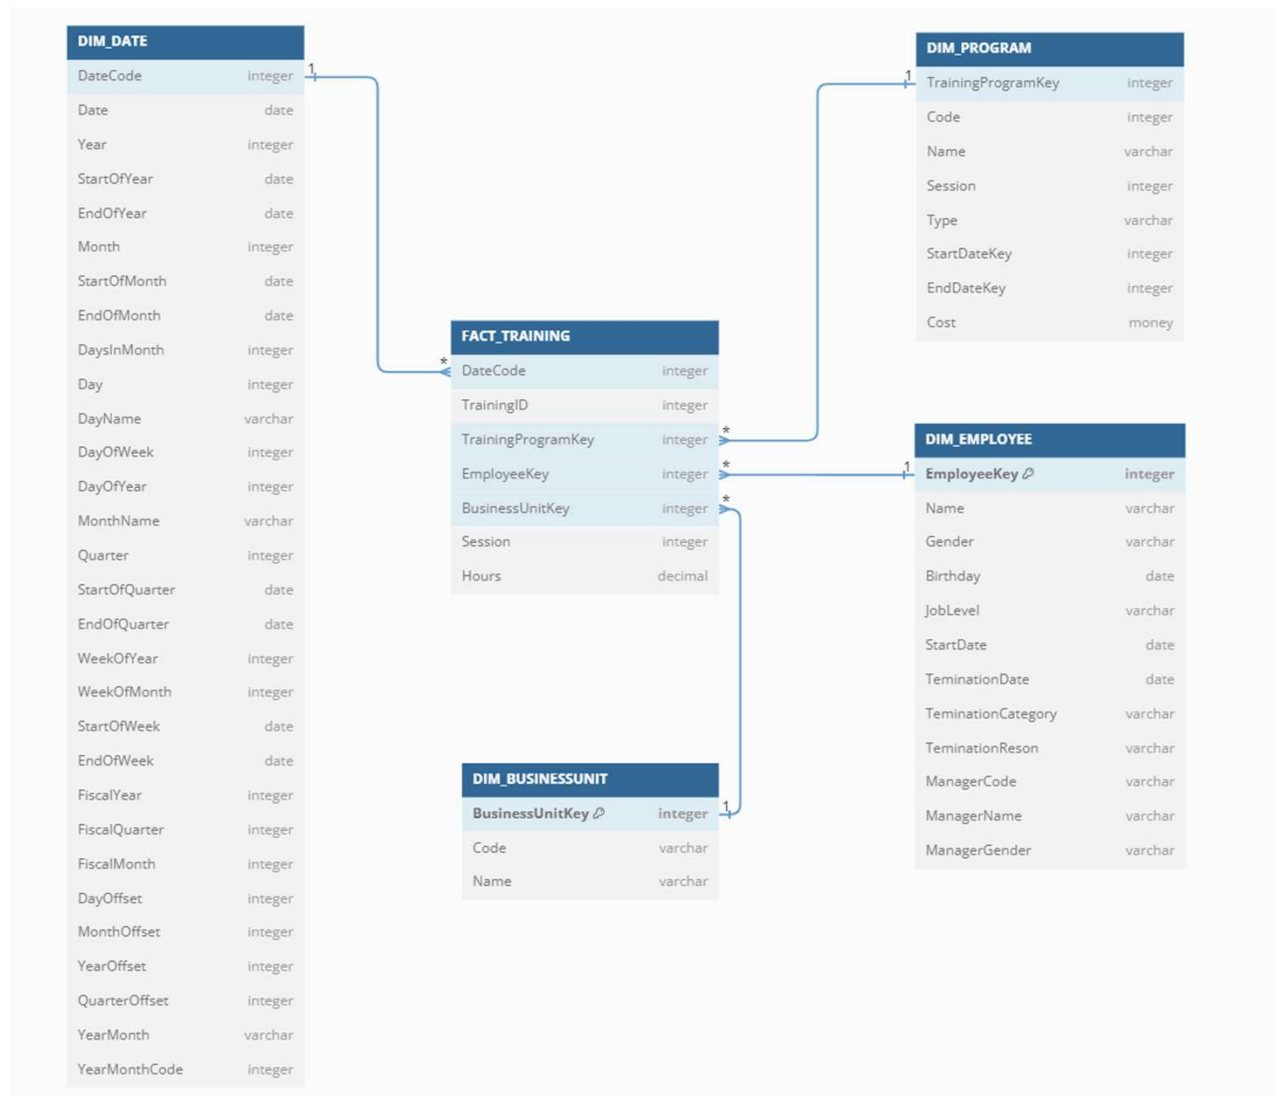 DIM_DATE
DateCode integer 1
Date date
Year integer
StartOfYear date
EndOfYear date
Month integer
StartOfMonth date
EndOfMonth date
DaysInMonth integer
Day integer
DayName varchar
DayOfWeek integer
DayOfYear integer
MonthName varchar
Quarter integer
StartOfQuarter date
EndOfQuarter date
WeekOfYear integer
WeekOfMonth integer
StartOfWeek date
EndOfWeek date
FiscalYear integer
FiscalQuarter integer
FiscalMonth integer
DayOffset integer
MonthOffset integer
YearOffset integer
QuarterOffset integer
YearMonth varchar
YearMonthCode integer
FACT_TRAINING
* DateCode integer
TrainingID integer
TrainingProgramKey integer *
EmployeeKey integer *
BusinessUnitKey integer *
Session integer
Hours decimal
DIM_BUSINESSUNIT
BusinessUnitKey integer 1
Code varchar
Name varchar
DIM_PROGRAM
1 TrainingProgramKey integer
Code integer
Name varchar
Session integer
Type varchar
StartDateKey integer
EndDateKey integer
Cost money
DIM_EMPLOYEE
1 EmployeeKey integer
Name varchar
Gender varchar
Birthday date
JobLevel varchar
StartDate date
TeminationDate date
TeminationCategory varchar
TeminationReson varchar
ManagerCode varchar
ManagerName varchar
ManagerGender varchar